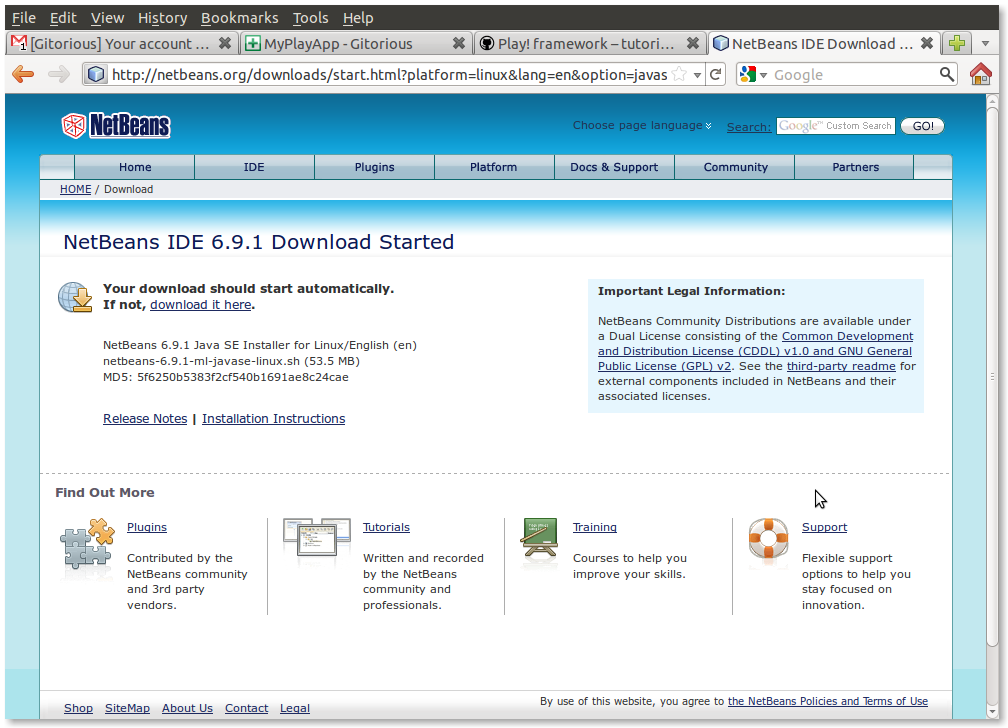 File Edit View History Bookmarks Tools Help
[Gitorious] Your account ... MyPlayApp - Gitorious Play! framework – tutori... NetBeans IDE Download ...
http://netbeans.org/downloads/start.html?platform=linux&lang=en&option=javas Google
NetBeans
Choose page language Search: Google™ Custom Search GO!
Home IDE Plugins Platform Docs & Support Community Partners
HOME / Download
NetBeans IDE 6.9.1 Download Started
Your download should start automatically.
If not, download it here.
NetBeans 6.9.1 Java SE Installer for Linux/English (en)
netbeans-6.9.1-ml-javase-linux.sh (53.5 MB)
MD5: 5f6250b5383f2cf540b1691ae8c24cae
Release Notes | Installation Instructions
Important Legal Information:
NetBeans Community Distributions are available under
a Dual License consisting of the Common Development
and Distribution License (CDDL) v1.0 and GNU General
Public License (GPL) v2. See the third-party readme for
external components included in NetBeans and their
associated licenses.
Find Out More
Plugins
Contributed by the
NetBeans community
and 3rd party
vendors.
Tutorials
Written and recorded
by the NetBeans
community and
professionals.
Training
Courses to help you
improve your skills.
Support
Flexible support
options to help you
stay focused on
innovation.
Shop SiteMap About Us Contact Legal
By use of this website, you agree to the NetBeans Policies and Terms of Use